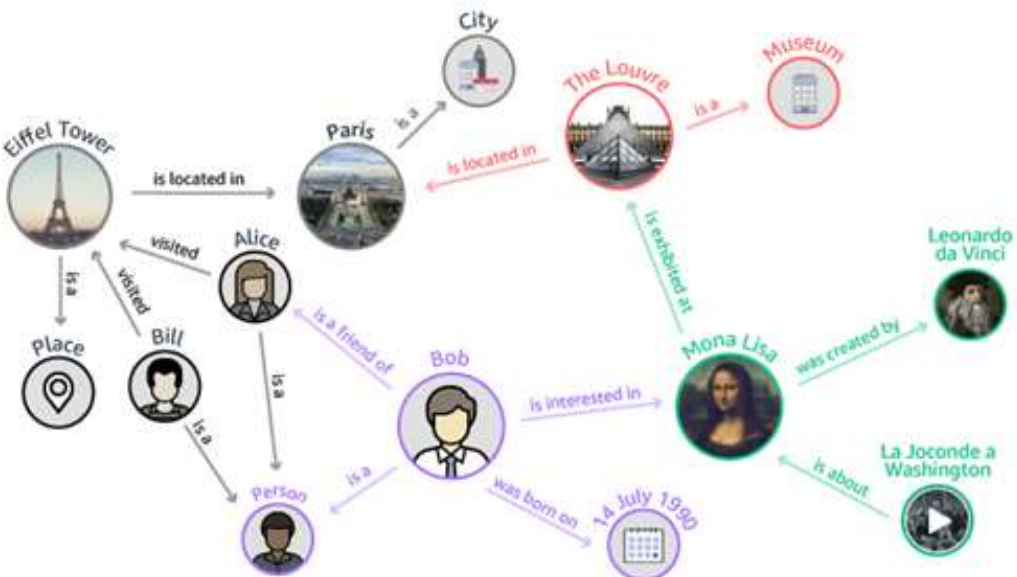 City
The Louvre
Museum
is a
is a
Eiffel Tower
Paris
is located in
is located in
visited
Alice
is a
visited
is exhibited at
Leonardo
da Vinci
Place
Bill
is a friend of
Bob
Mona Lisa
was created by
is a
is interested in
is a
La Joconde a
Washington
is about
Person
is a
was born on
14 July 1990